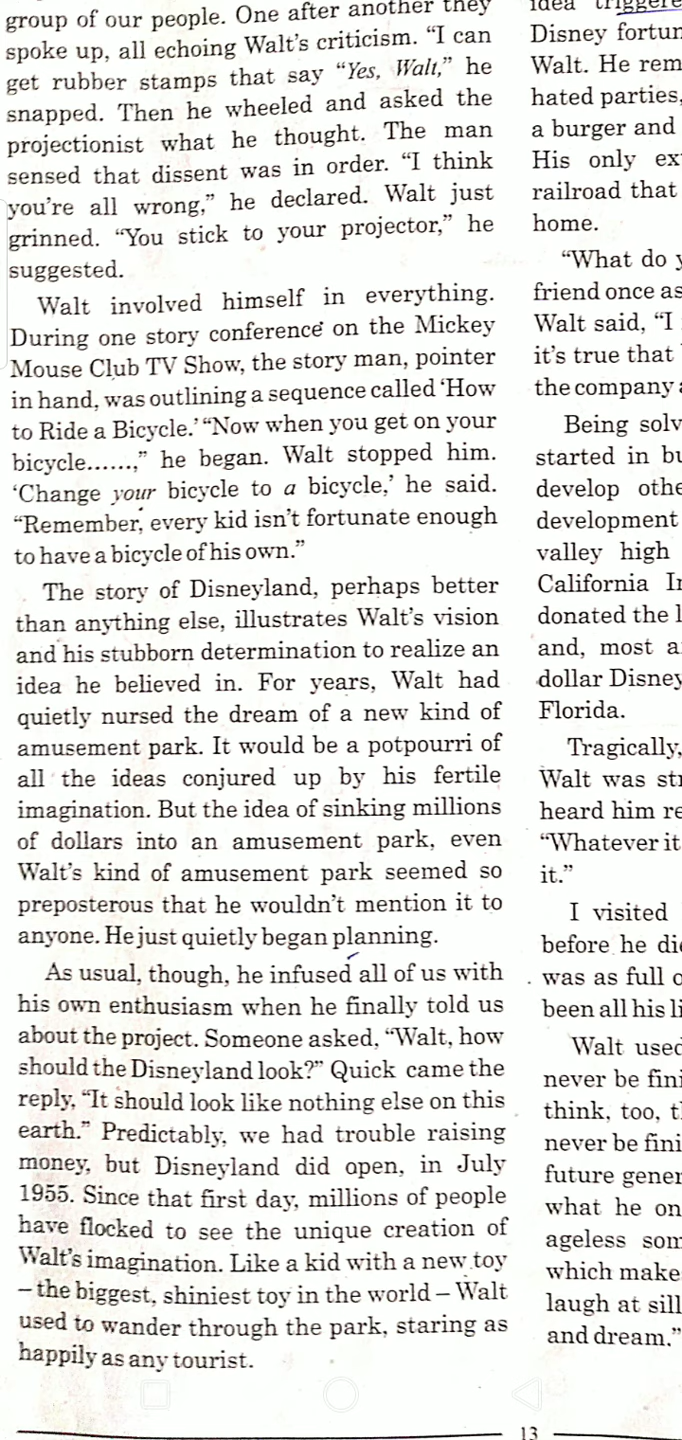 group of our people. One after another they
spoke up, all echoing Walt's criticism. "I can
get rubber stamps that say "Yes, Walt," he
snapped. Then he wheeled and asked the
projectionist what he thought. The man
sensed that dissent was in order. "I think
you're all wrong," he declared. Walt just
grinned. "You stick to your projector," he
suggested.
Walt involved himself in everything.
During one story conference on the Mickey
Mouse Club TV Show, the story man, pointer
in hand, was outlining a sequence called 'How
to Ride a Bicycle.' "Now when you get on your
bicycle......," he began. Walt stopped him.
'Change your bicycle to a bicycle,' he said.
"Remember, every kid isn't fortunate enough
to have a bicycle of his own."
The story of Disneyland, perhaps better
than anything else, illustrates Walt's vision
and his stubborn determination to realize an
idea he believed in. For years, Walt had
quietly nursed the dream of a new kind of
amusement park. It would be a potpourri of
all the ideas conjured up by his fertile
imagination. But the idea of sinking millions
of dollars into an amusement park, even
Walt's kind of amusement park seemed so
preposterous that he wouldn't mention it to
anyone. He just quietly began planning.
As usual, though, he infused all of us with
his own enthusiasm when he finally told us
about the project. Someone asked, "Walt, how
should the Disneyland look?" Quick came the
reply, "It should look like nothing else on this
earth." Predictably, we had trouble raising
money, but Disneyland did open, in July
1955. Since that first day, millions of people
have flocked to see the unique creation of
Walt's imagination. Like a kid with a new toy
– the biggest, shiniest toy in the world – Walt
used to wander through the park, staring as
happily as any tourist.
idea triggere
Disney fortun
Walt. He rem
hated parties,
a burger and
His only ex
railroad that
home.
"What do y
friend once as
Walt said, "I
it's true that
the company a
Being solv
started in bu
develop othe
development
valley high
California In
donated the l
and, most a
dollar Disney
Florida.
Tragically,
Walt was str
heard him re
"Whatever it
it."
I visited
before he die
was as full o
been all his li
Walt used
never be fini
think, too, t
never be fini
future gener
what he on
ageless som
which make
laugh at sill
and dream."
13